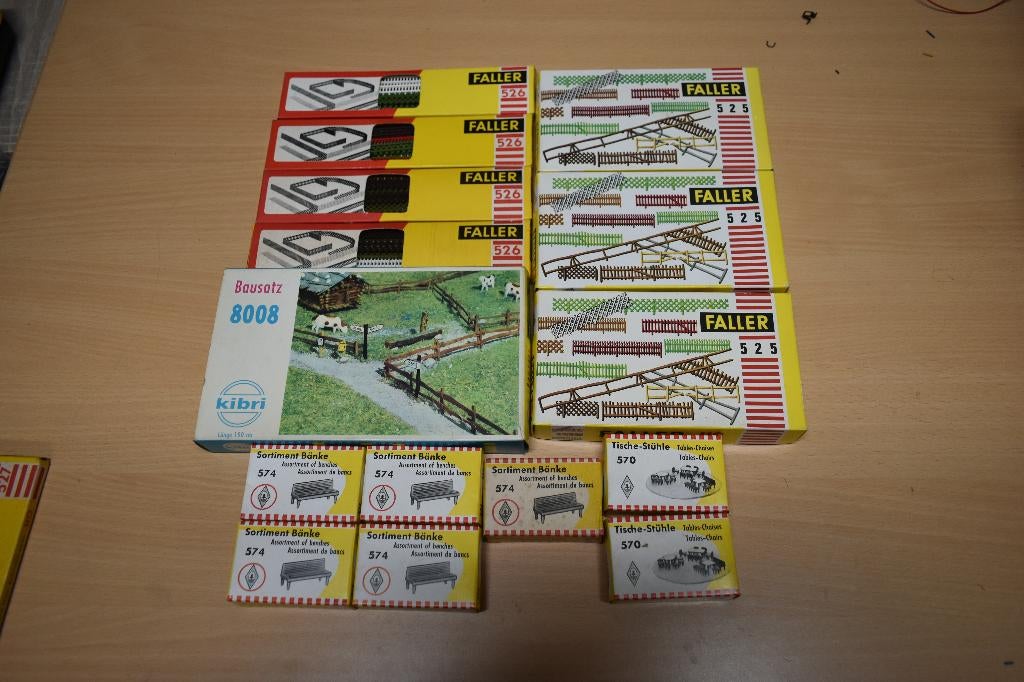 FALLER
526
FALLER
526
FALLER
526
FALLER
526
FALLER
525
FALLER
525
FALLER
525
Bausatz
8008
kibri
Länge 150 cm
Sortiment Bänke
574
Assortment of benches
Assortiment de bancs
Sortiment Bänke
574
Assortment of benches
Assortiment de bancs
Sortiment Bänke
574
Assortment of benches
Assortiment de bancs
Tische-Stühle
Tables-Chaises
570
Tables-Chairs
Sortiment Bänke
574
Assortment of benches
Assortiment de bancs
Sortiment Bänke
574
Assortment of benches
Assortiment de bancs
Tische-Stühle
Tables-Chaises
570
Tables-Chairs
527